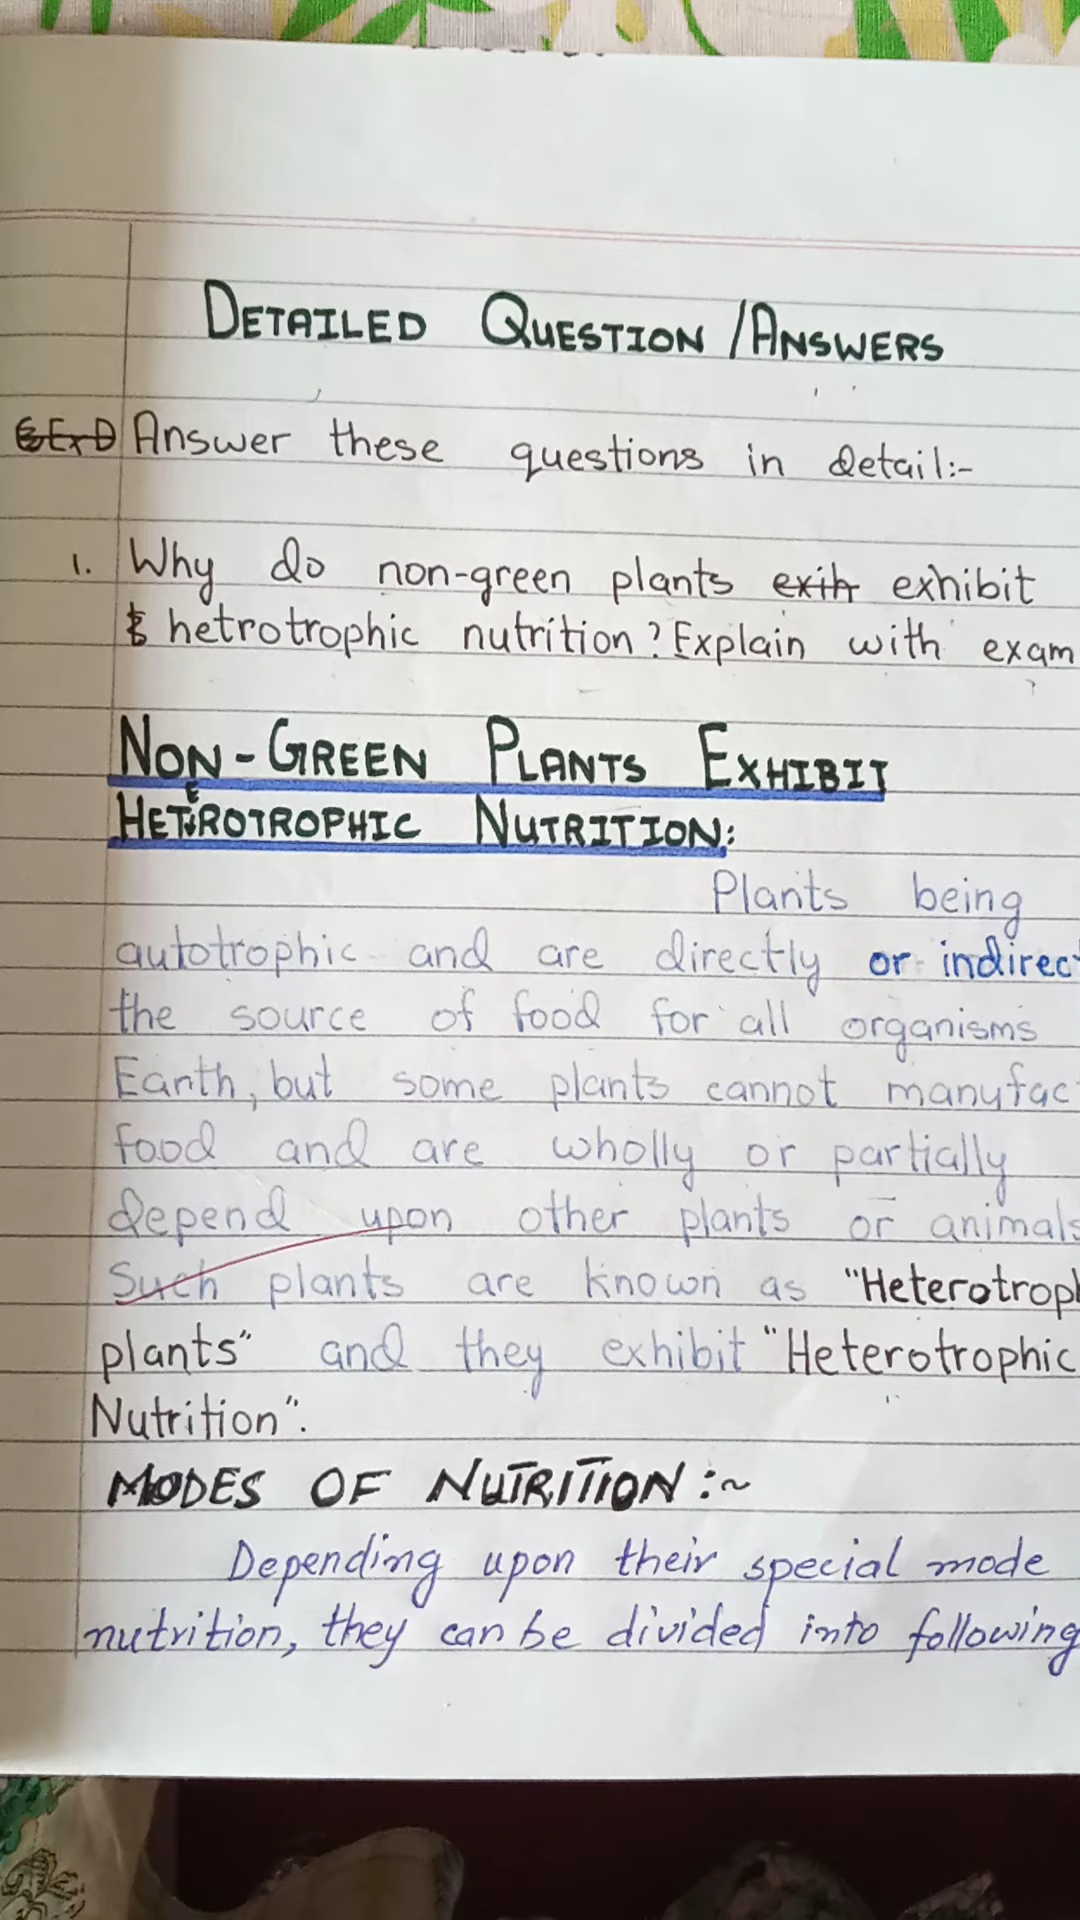 DETAILED QUESTION / ANSWERS
Ex D Answer these questions in detail:-
1. Why do non-green plants exih exhibit
hetrotrophic nutrition? Explain with exam
NON-GREEN PLANTS EXHIBIT
HETEROTROPHIC NUTRITION:
Plants being
autotrophic and are directly or indirect
the source of food for all organisms
Earth, but some plants cannot manufac
food and are wholly or partially
depend upon other plants or animals
Such plants are known as "Heterotroph
plants" and they exhibit "Heterotrophic
Nutrition".
MODES OF NUTRITION :~
Depending upon their special mode
nutrition, they can be divided into following